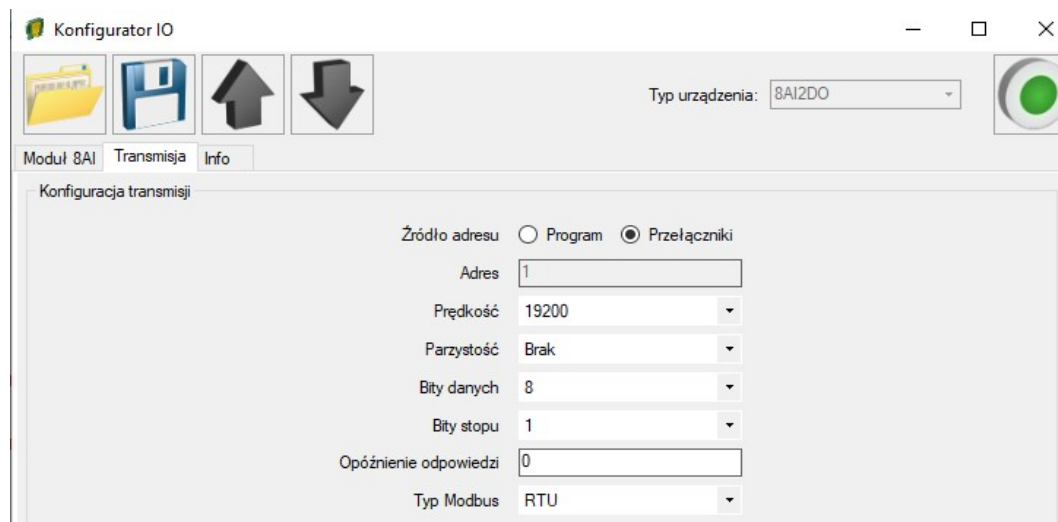 Konfigurator IO
Typ urządzenia: 8AI2DO
Moduł 8AI Transmisja Info
Konfiguracja transmisji
Źródło adresu Program Przełączniki
Adres 1
Prędkość 19200
Parzystość Brak
Bity danych 8
Bity stopu 1
Opóźnienie odpowiedzi 0
Typ Modbus RTU